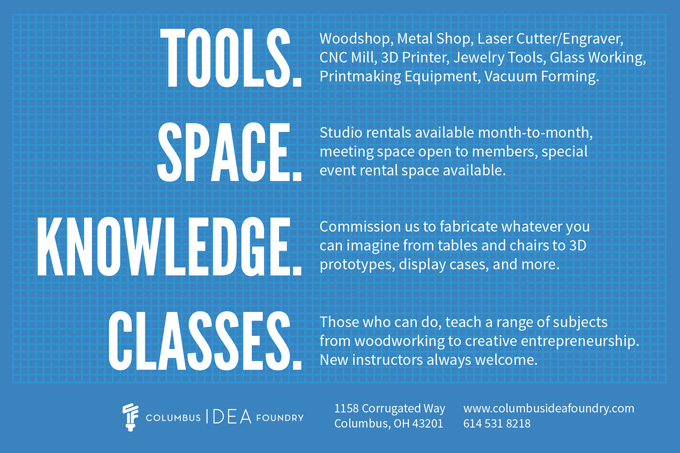 TOOLS.
Woodshop, Metal Shop, Laser Cutter/Engraver,
CNC Mill, 3D Printer, Jewelry Tools, Glass Working,
Printmaking Equipment, Vacuum Forming.
SPACE.
Studio rentals available month-to-month,
meeting space open to members, special
event rental space available.
KNOWLEDGE.
Commission us to fabricate whatever you
can imagine from tables and chairs to 3D
prototypes, display cases, and more.
CLASSES.
Those who can do, teach a range of subjects
from woodworking to creative entrepreneurship.
New instructors always welcome.
COLUMBUS IDEA FOUNDRY
1158 Corrugated Way
Columbus, OH 43201
www.columbusideafoundry.com
614 531 8218